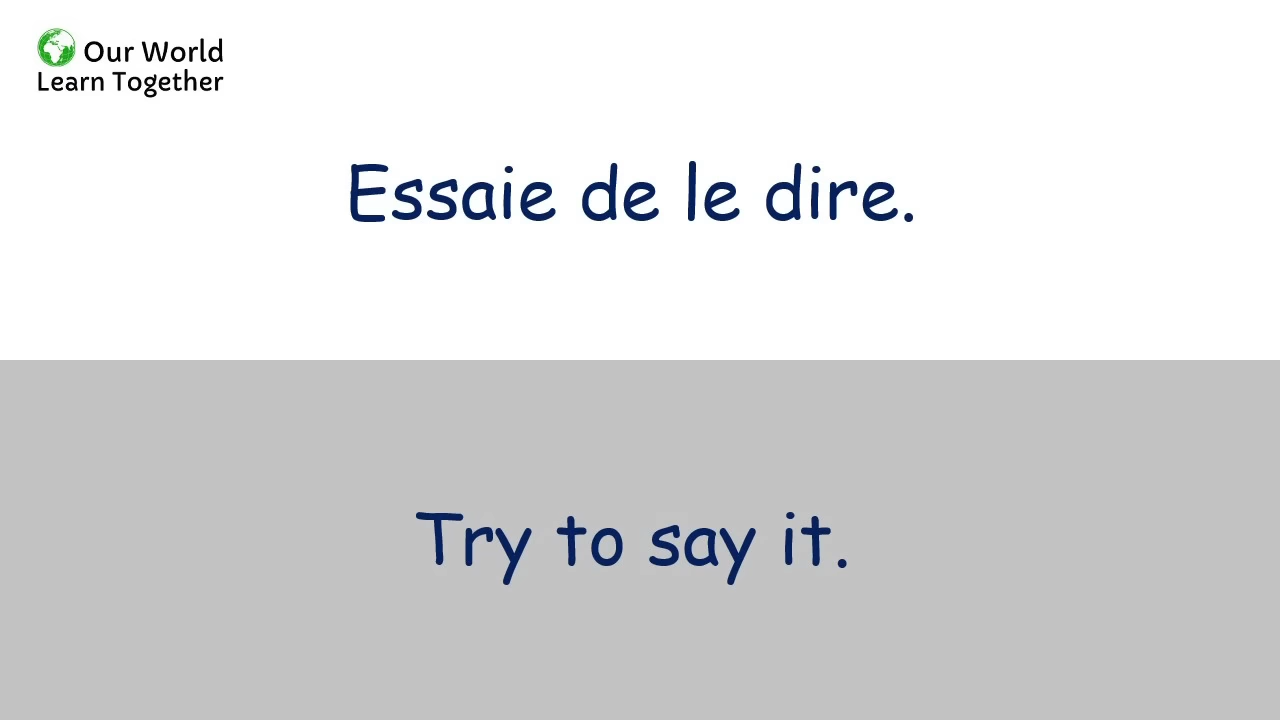 Our World
Learn Together
Essaie de le dire.
Try to say it.